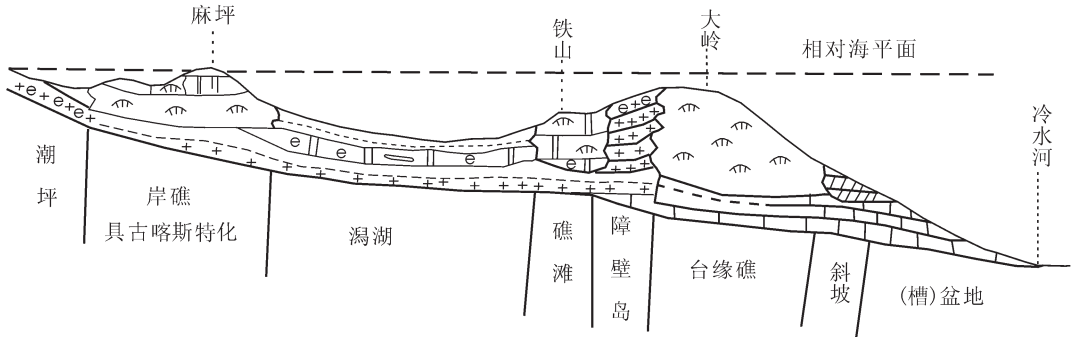 麻坪
铁山
大岭
相对海平面
冷水河
潮坪
岸礁
具古喀斯特化
潟湖
礁滩
障壁岛
台缘礁
斜坡
(槽)盆地